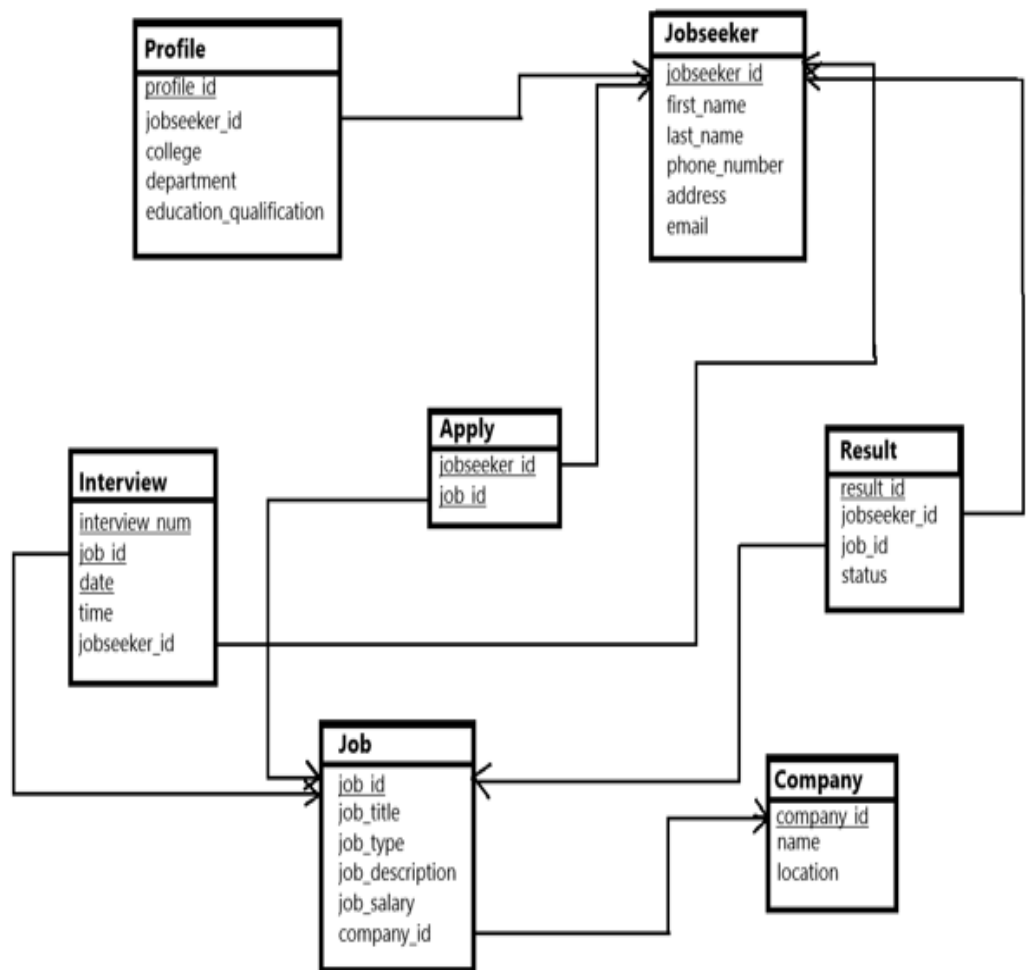 Profile
profile_id
jobseeker_id
college
department
education_qualification
Jobseeker
jobseeker_id
first_name
last_name
phone_number
address
email
Apply
jobseeker_id
job_id
Interview
interview_num
job_id
date
time
jobseeker_id
Result
result_id
jobseeker_id
job_id
status
Job
job_id
job_title
job_type
job_description
job_salary
company_id
Company
company_id
name
location